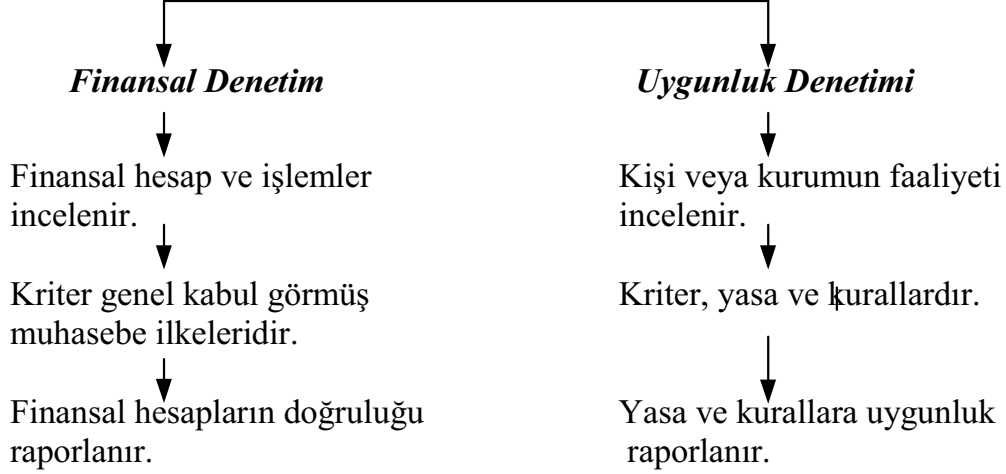 Finansal Denetim
Finansal hesap ve işlemler
incelenir.
Kriter genel kabul görmüş
muhasebe ilkeleridir.
Finansal hesapların doğruluğu
raporlanır.
Uygunluk Denetimi
Kişi veya kurumun faaliyeti
incelenir.
Kriter, yasa ve kurallardır.
Yasa ve kurallara uygunluk
raporlanır.